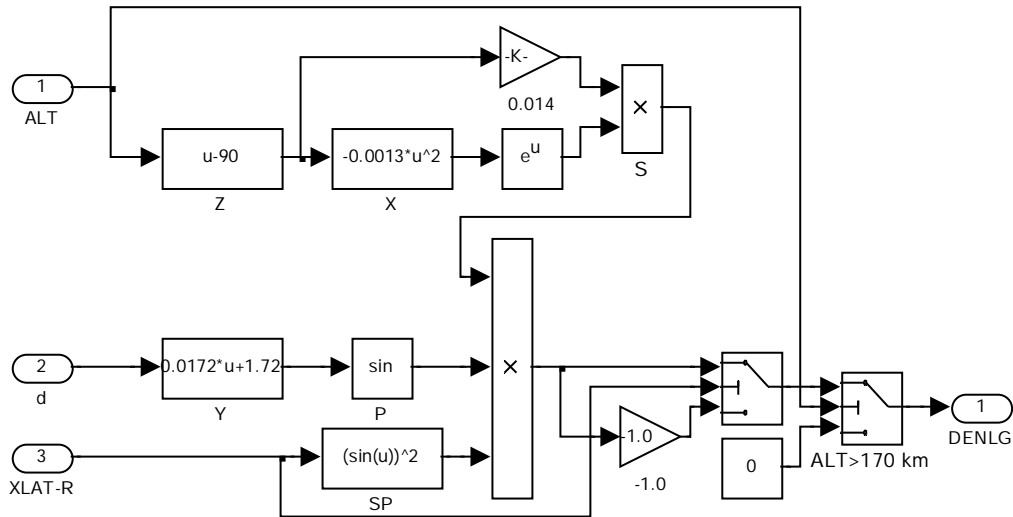 1
ALT
-K-
0.014
×
S
u-90
Z
-0.0013*u^2
X
e^u
2
d
0.0172*u+1.72
Y
sin
P
×
3
XLAT-R
(sin(u))^2
SP
-1.0
-1.0
0
ALT>170 km
1
DENLG